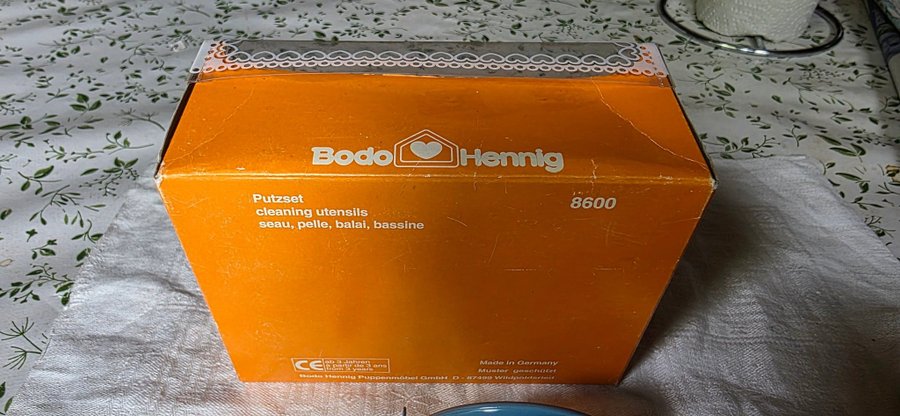 Bodo Hennig
Putzset 8600
cleaning utensils
seau, pelle, balai, bassine
CE ab 3 Jahren
à partir de 3 ans
from 3 years
Made in Germany
Muster geschützt
Bodo Hennig Puppenmöbel GmbH D - 87499 Wildpoldsried